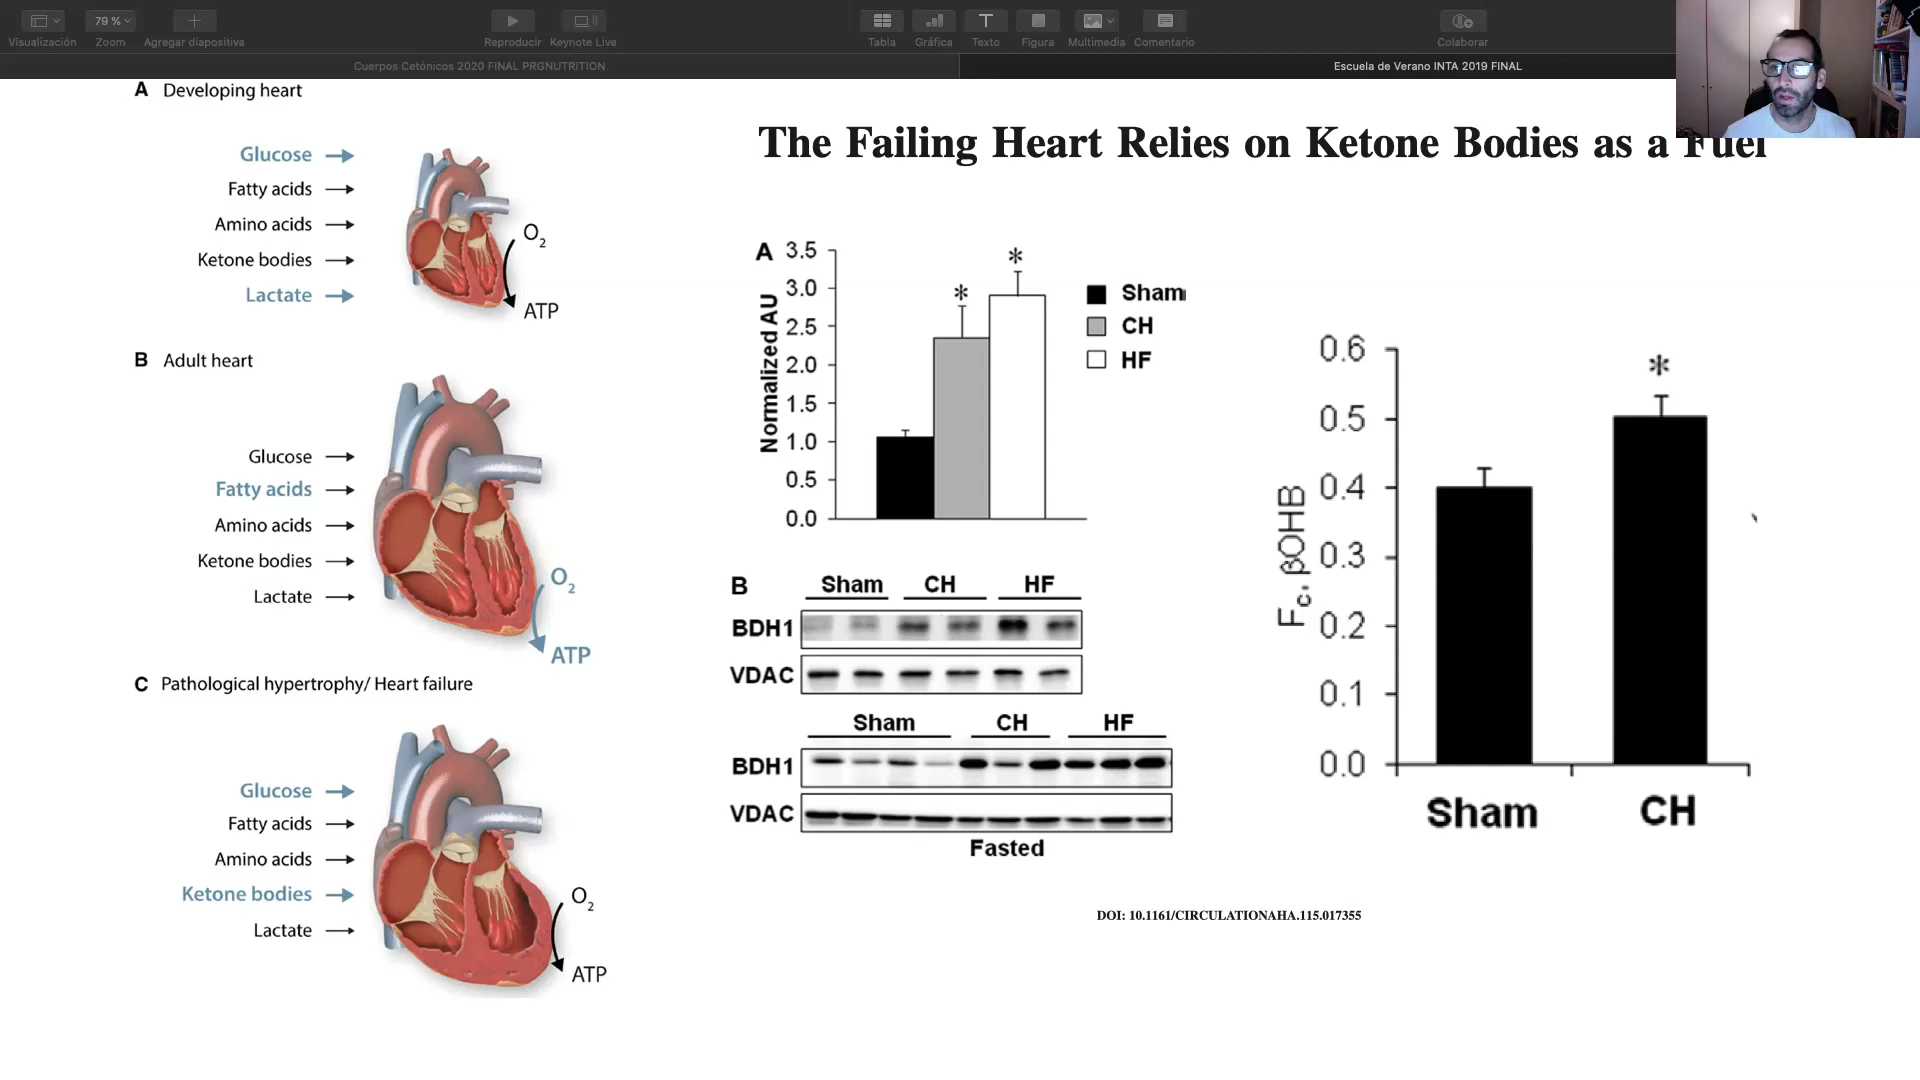 79 %
Visualización
Zoom
Agregar diapositiva
Reproducir
Keynote Live
Tabla
Gráfica
Texto
Figura
Multimedia
Comentario
Colaborar
Cuerpos Cetónicos 2020 FINAL PRGNUTRITION
Escuela de Verano INTA 2019 FINAL
A Developing heart
Glucose
Fatty acids
Amino acids
Ketone bodies
Lactate
O2
ATP
B Adult heart
Glucose
Fatty acids
Amino acids
Ketone bodies
Lactate
O2
ATP
C Pathological hypertrophy/ Heart failure
Glucose
Fatty acids
Amino acids
Ketone bodies
Lactate
O2
ATP
The Failing Heart Relies on Ketone Bodies as a Fuel
A
Normalized AU
3.5
3.0
2.5
2.0
1.5
1.0
0.5
0.0
*
*
Sham
CH
HF
B
Sham CH HF
BDH1
VDAC
Sham CH HF
BDH1
VDAC
Fasted
Fc, βOHB
0.6
0.5
0.4
0.3
0.2
0.1
0.0
*
Sham CH
DOI: 10.1161/CIRCULATIONAHA.115.017355